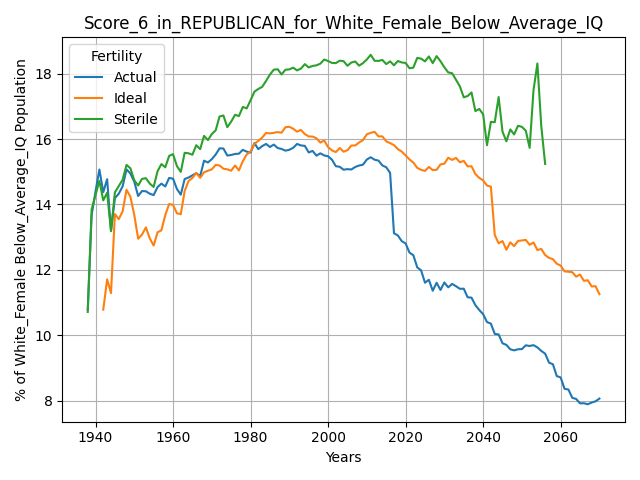 Score_6_in_REPUBLICAN_for_White_Female_Below_Average_IQ
% of White_Female Below_Average_IQ Population
Fertility
Actual
Ideal
Sterile
18
16
14
12
10
8
1940 1960 1980 2000 2020 2040 2060
Years